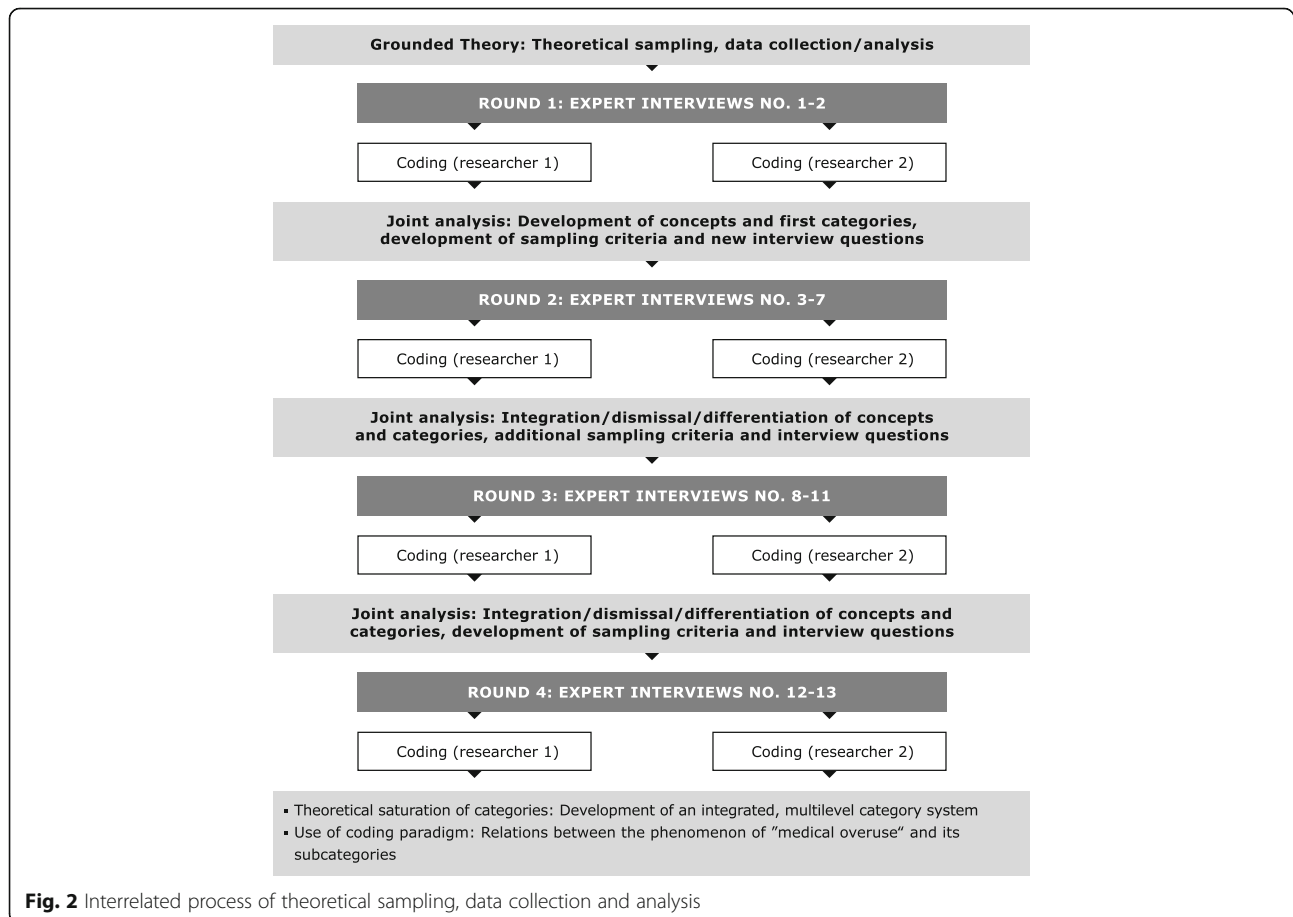 Grounded Theory: Theoretical sampling, data collection/analysis
ROUND 1: EXPERT INTERVIEWS NO. 1-2
Coding (researcher 1)
Coding (researcher 2)
Joint analysis: Development of concepts and first categories,
development of sampling criteria and new interview questions
ROUND 2: EXPERT INTERVIEWS NO. 3-7
Coding (researcher 1)
Coding (researcher 2)
Joint analysis: Integration/dismissal/differentiation of concepts
and categories, additional sampling criteria and interview questions
ROUND 3: EXPERT INTERVIEWS NO. 8-11
Coding (researcher 1)
Coding (researcher 2)
Joint analysis: Integration/dismissal/differentiation of concepts and
categories, development of sampling criteria and interview questions
ROUND 4: EXPERT INTERVIEWS NO. 12-13
Coding (researcher 1)
Coding (researcher 2)
▪ Theoretical saturation of categories: Development of an integrated, multilevel category system
▪ Use of coding paradigm: Relations between the phenomenon of ”medical overuse“ and its
subcategories
Fig. 2 Interrelated process of theoretical sampling, data collection and analysis